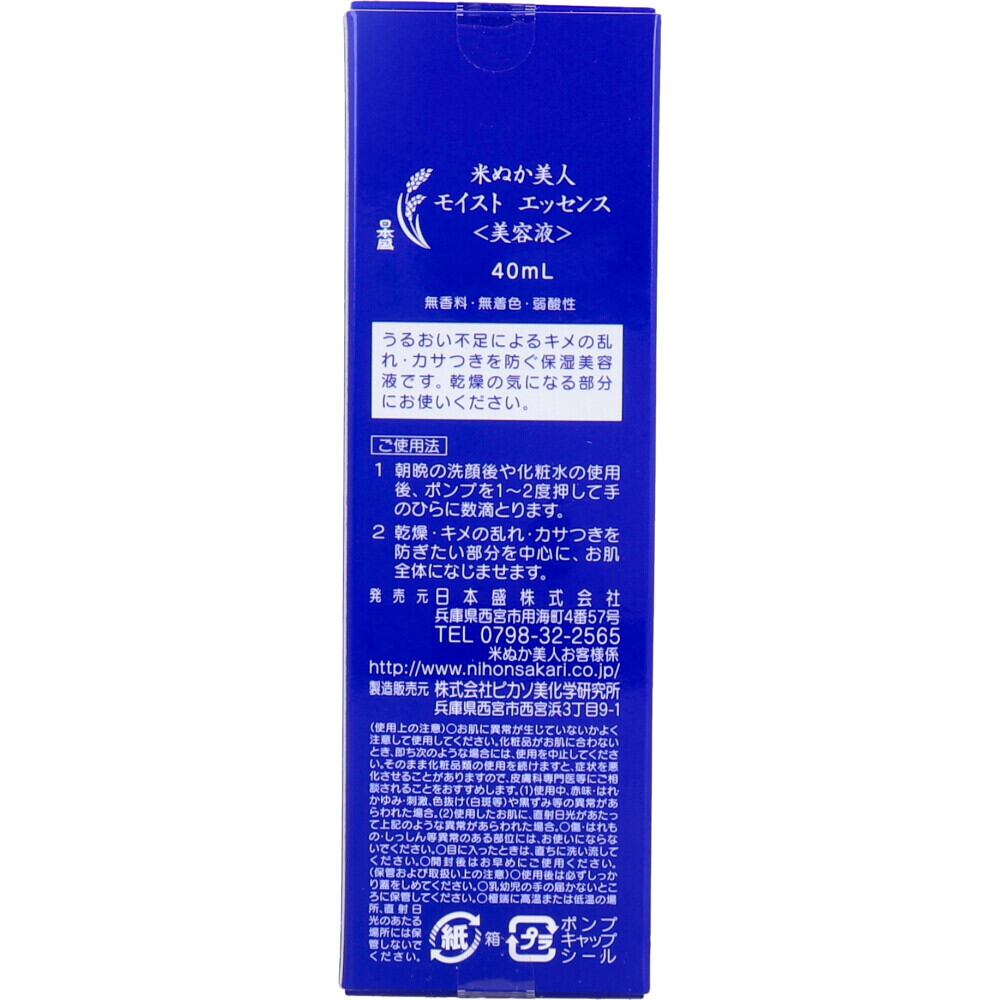 米ぬか美人
モイスト エッセンス
<美容液>
日本盛
40mL
無香料・無着色・弱酸性
うるおい不足によるキメの乱
れ・カサつきを防ぐ保湿美容
液です。乾燥の気になる部分
にお使いください。
ご使用法
1 朝晩の洗顔後や化粧水の使用
後、ポンプを1〜2度押して手
のひらに数滴とります。
2 乾燥・キメの乱れ・カサつきを
防ぎたい部分を中心に、お肌
全体になじませます。
発売元 日本盛株式会社
兵庫県西宮市用海町4番57号
TEL 0798-32-2565
米ぬか美人お客様係
http://www.nihonsakari.co.jp/
製造販売元 株式会社ピカソ美化学研究所
兵庫県西宮市西宮浜3丁目9-1
(使用上の注意)○お肌に異常が生じていないかよく
注意して使用してください。化粧品がお肌に合わない
とき、即ち次のような場合には、使用を中止してくださ
い。そのまま化粧品類の使用を続けますと、症状を悪
化させることがありますので、皮膚科専門医等にご相
談されることをおすすめします。(1)使用中、赤味・はれ・
かゆみ・刺激、色抜け(白斑等)や黒ずみ等の異常があ
らわれた場合。(2)使用したお肌に、直射日光があたっ
て上記のような異常があらわれた場合。○傷・はれも
の・しっしん等異常のある部位には、お使いにならな
いでください。○目に入ったときは、直ちに洗い流して
ください。○開封後はお早めにご使用ください。
(保管および取扱い上の注意)○使用後は必ずしっか
り蓋をしめてください。○乳幼児の手の届かないとこ
ろに保管してください。○極端に高温または低温の場
所、直射日
光のあたる
場所には保
管しないで
ください。
紙 箱・
プラ ポンプ
キャップ
シール